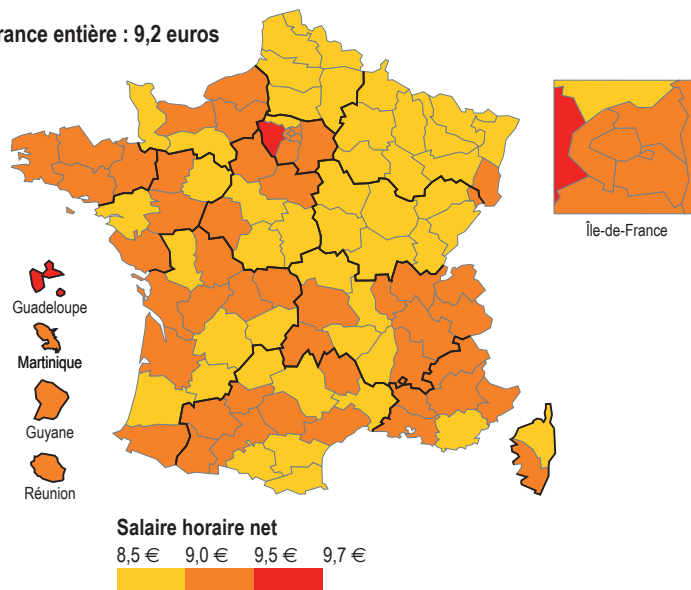 rance entière : 9,2 euros
Île-de-France
Guadeloupe
Martinique
Guyane
Réunion
Salaire horaire net
8,5 € 9,0 € 9,5 € 9,7 €